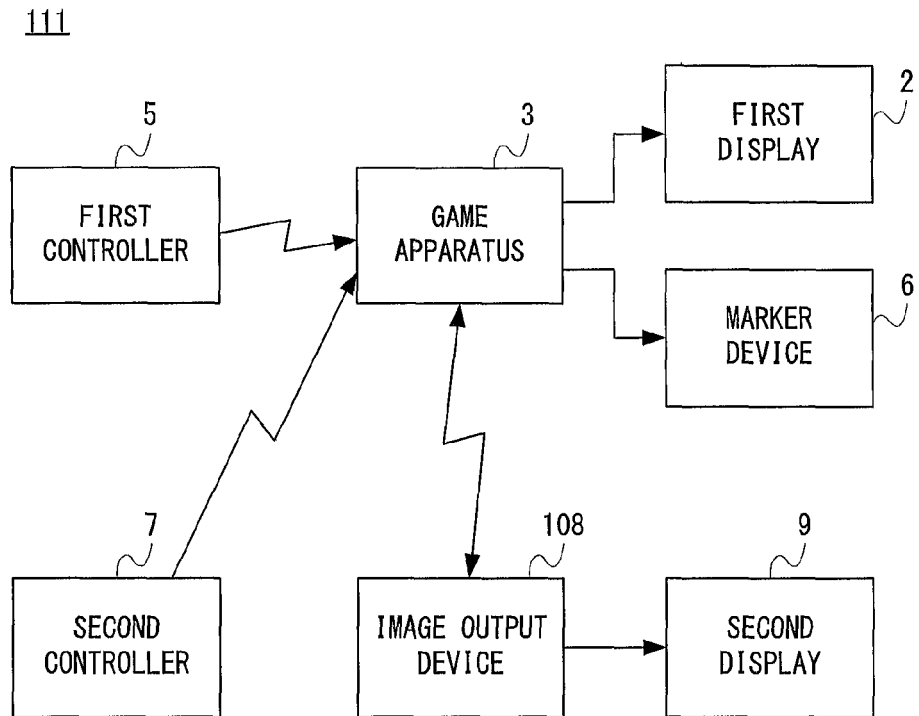 111
2
FIRST
DISPLAY
5
FIRST
CONTROLLER
3
GAME
APPARATUS
6
MARKER
DEVICE
7
SECOND
CONTROLLER
108
IMAGE OUTPUT
DEVICE
9
SECOND
DISPLAY